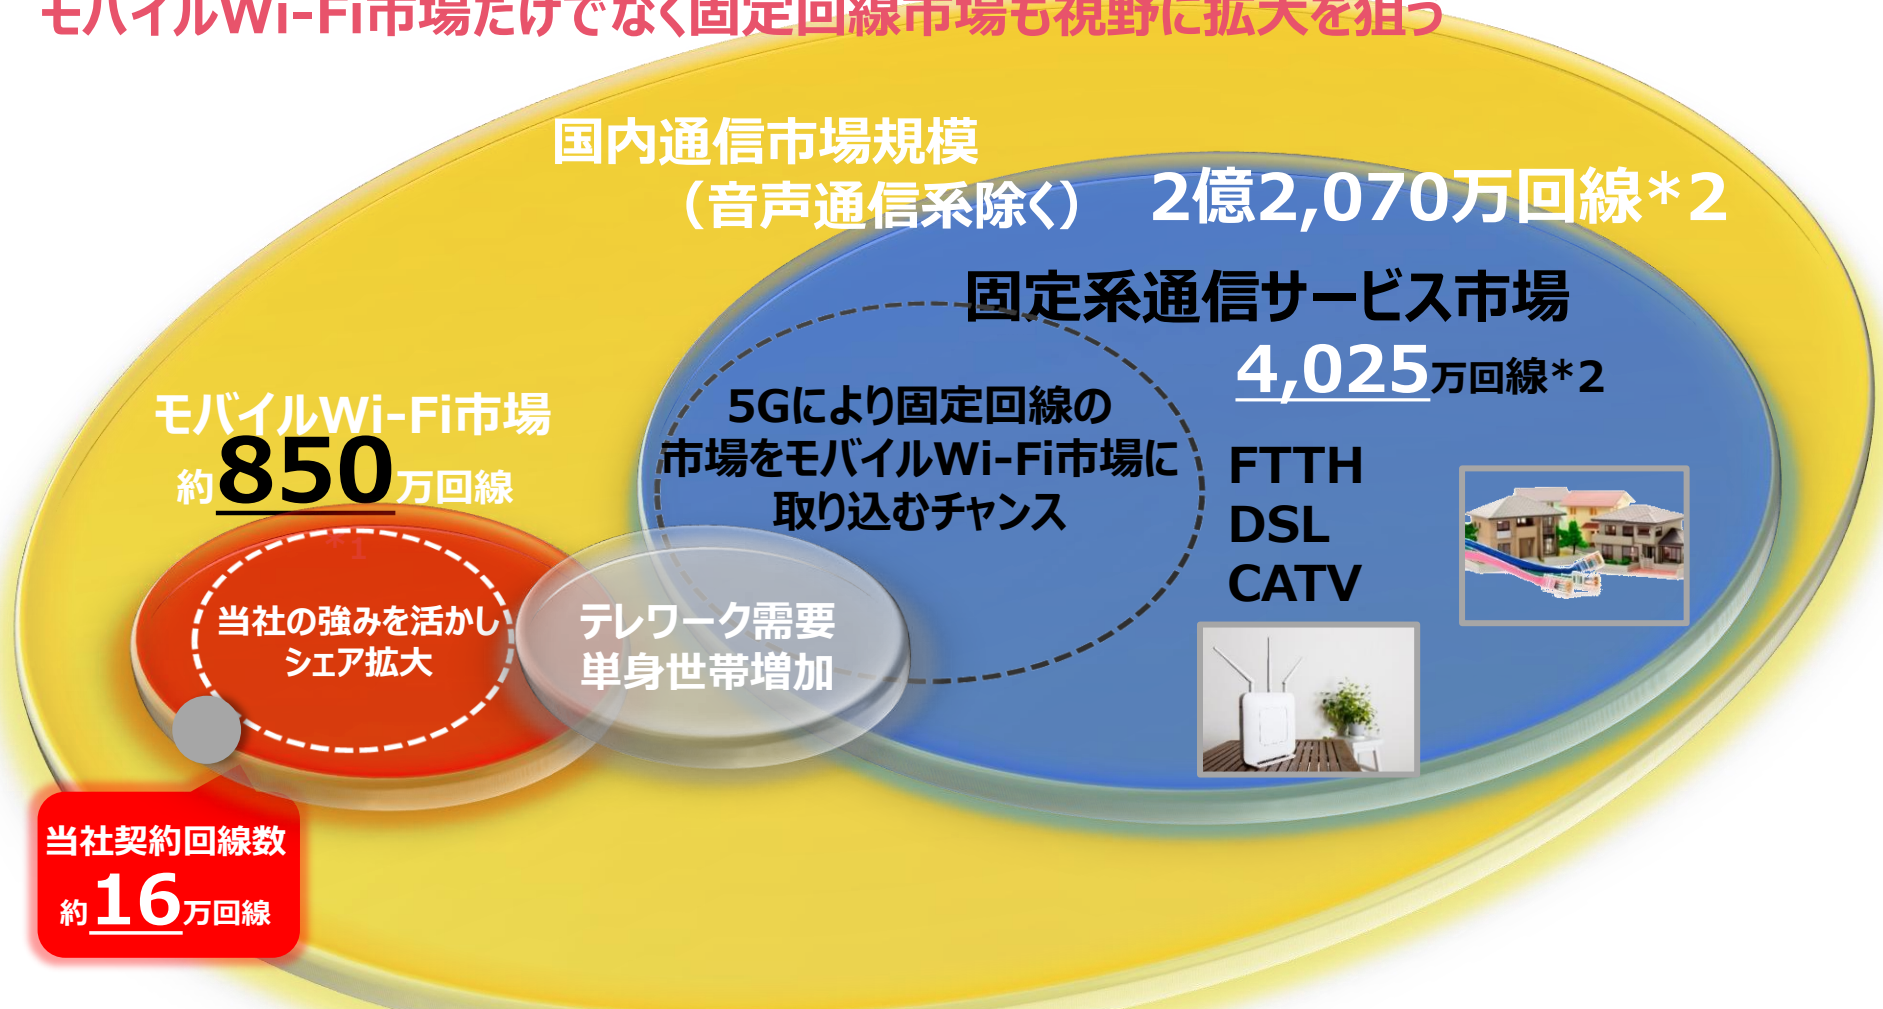 モバイルWi-Fi市場だけでなく固定回線市場も視野に拡大を狙う
国内通信市場規模
（音声通信系除く） 2億2,070万回線*2
固定系通信サービス市場
4,025万回線*2
モバイルWi-Fi市場
約850万回線
*1
5Gにより固定回線の
市場をモバイルWi-Fi市場に
取り込むチャンス
FTTH
DSL
CATV
当社の強みを活かし
シェア拡大
テレワーク需要
単身世帯増加
当社契約回線数
約16万回線